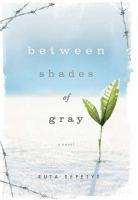 between
shades
of
gray
a novel
RUTA SEPETYS